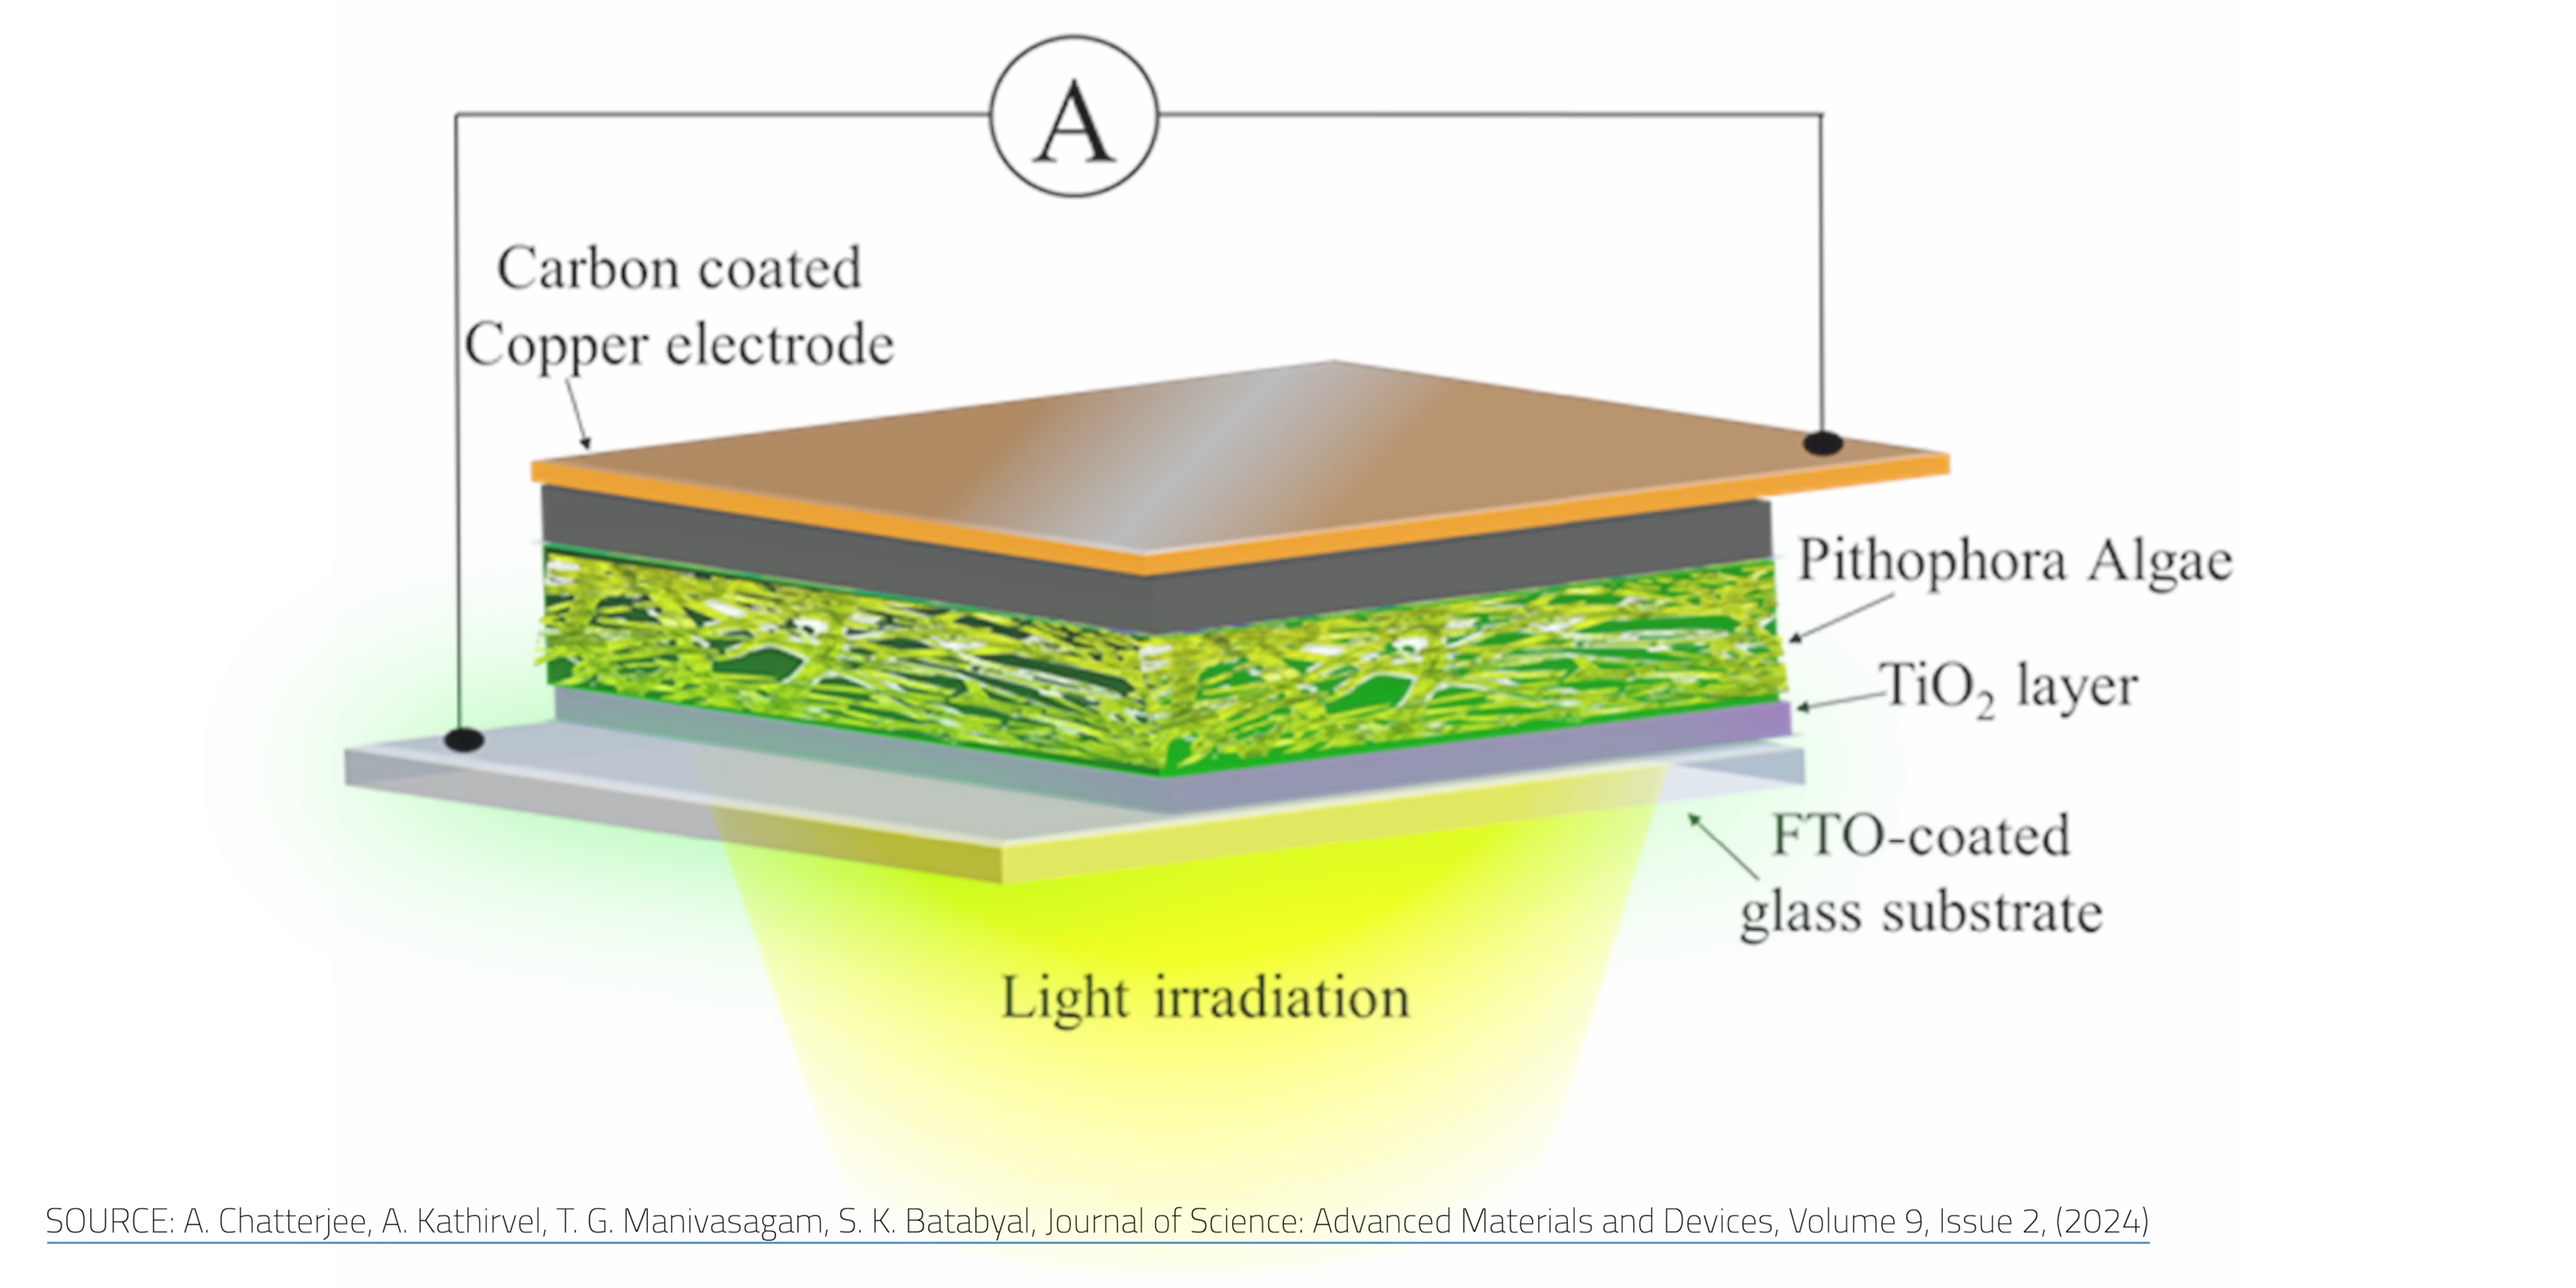 A
Carbon coated
Copper electrode
Pithophora Algae
TiO₂ layer
FTO-coated
glass substrate
Light irradiation
SOURCE: A. Chatterjee, A. Kathirvel, T. G. Manivasagam, S. K. Batabyal, Journal of Science: Advanced Materials and Devices, Volume 9, Issue 2, (2024)